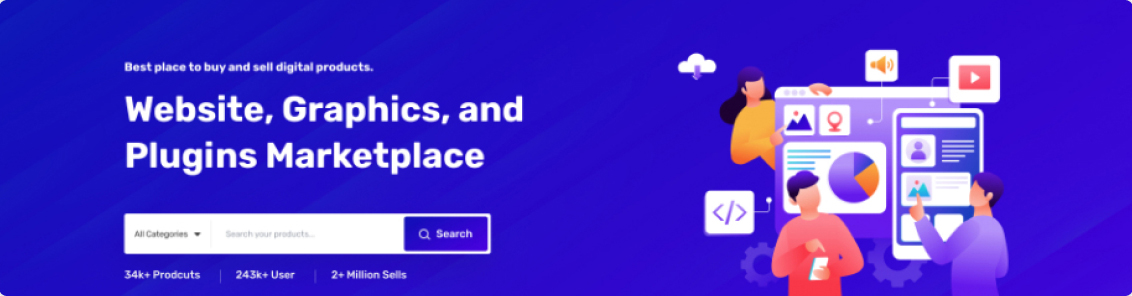 Best place to buy and sell digital products.
Website, Graphics, and
Plugins Marketplace
All Categories
Search your products...
Search
34k+ Prodcuts
243k+ User
2+ Million Sells